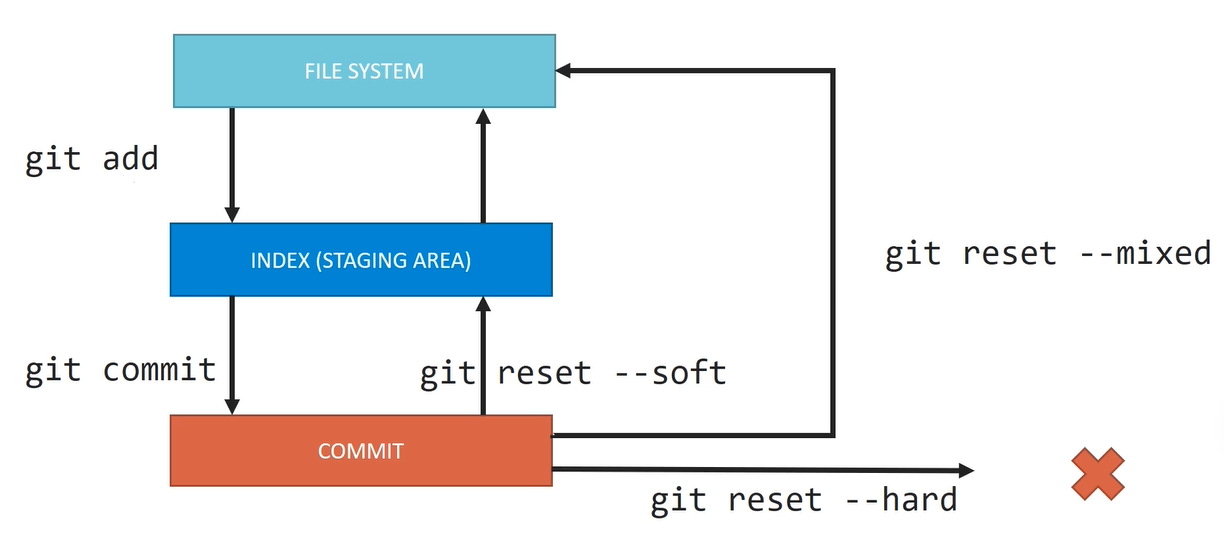 FILE SYSTEM
git add
INDEX (STAGING AREA)
git reset --mixed
git commit
git reset --soft
COMMIT
git reset --hard